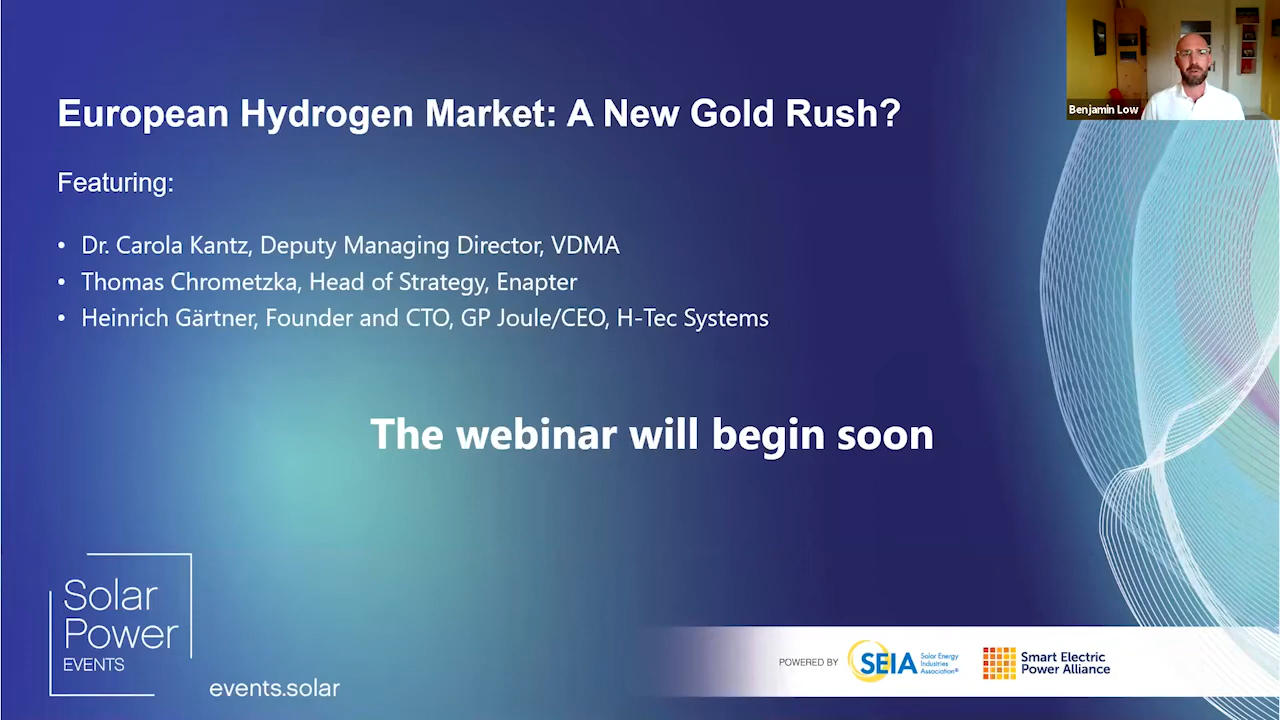 Benjamin Low
European Hydrogen Market: A New Gold Rush?
Featuring:
• Dr. Carola Kantz, Deputy Managing Director, VDMA
• Thomas Chrometzka, Head of Strategy, Enapter
• Heinrich Gärtner, Founder and CTO, GP Joule/CEO, H-Tec Systems
The webinar will begin soon
Solar
Power
EVENTS
events.solar
POWERED BY
SEIA
Solar Energy
Industries
Association®
Smart Electric
Power Alliance